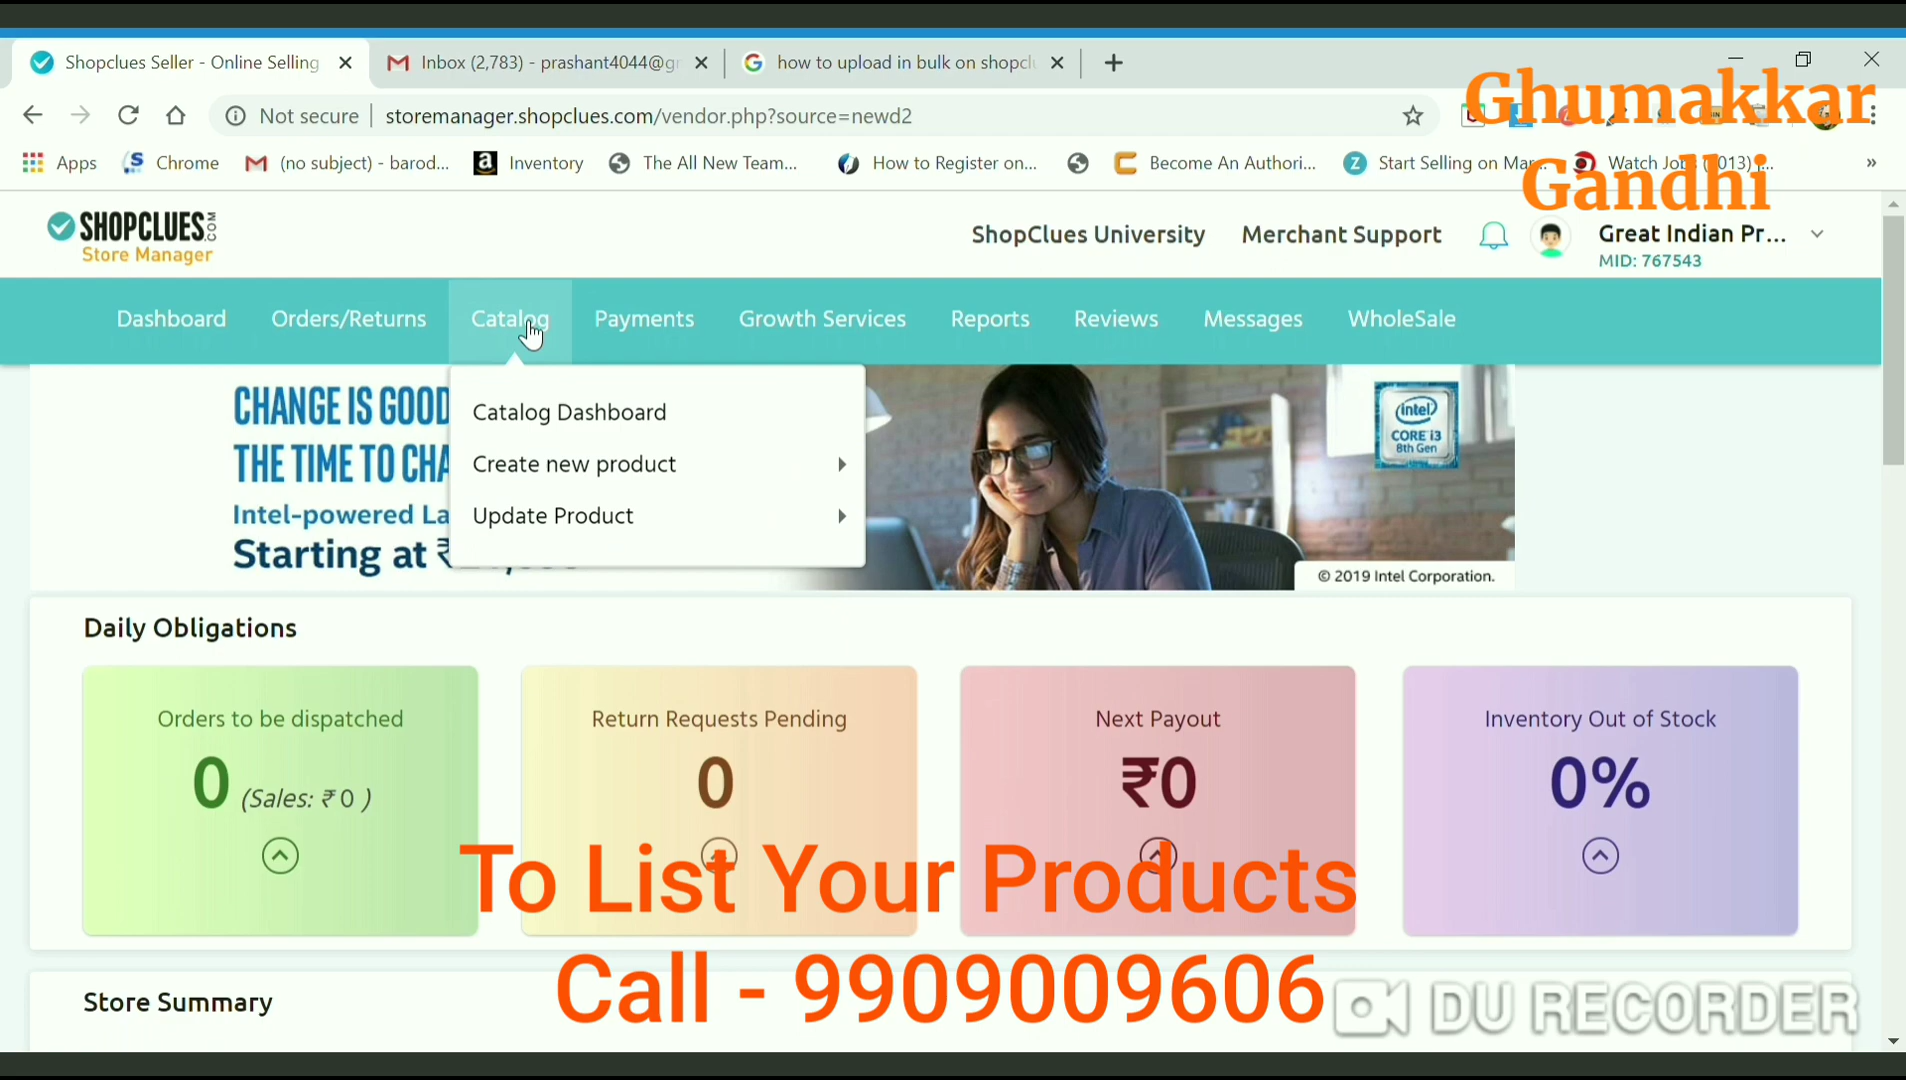 Shopclues Seller - Online Selling
Inbox (2,783) - prashant4044@g
how to upload in bulk on shopcl
Not secure
storemanager.shopclues.com/vendor.php?source=newd2
Ghumakkar
Gandhi
Apps
Chrome
(no subject) - barod...
Inventory
The All New Team...
How to Register on...
Become An Authori...
Start Selling on Mar...
Watch Job
SHOPCLUES.COM
Store Manager
ShopClues University
Merchant Support
Great Indian Pr...
MID: 767543
Dashboard
Orders/Returns
Catalog
Payments
Growth Services
Reports
Reviews
Messages
WholeSale
Catalog Dashboard
Create new product
Update Product
CHANGE IS GOOD
THE TIME TO CHA
Intel-powered La
Starting at ₹
intel
CORE i3
8th Gen
© 2019 Intel Corporation.
Daily Obligations
Orders to be dispatched
0 (Sales: ₹ 0 )
Return Requests Pending
0
Next Payout
₹0
Inventory Out of Stock
0%
To List Your Products
Call - 9909009606
Store Summary
DU RECORDER